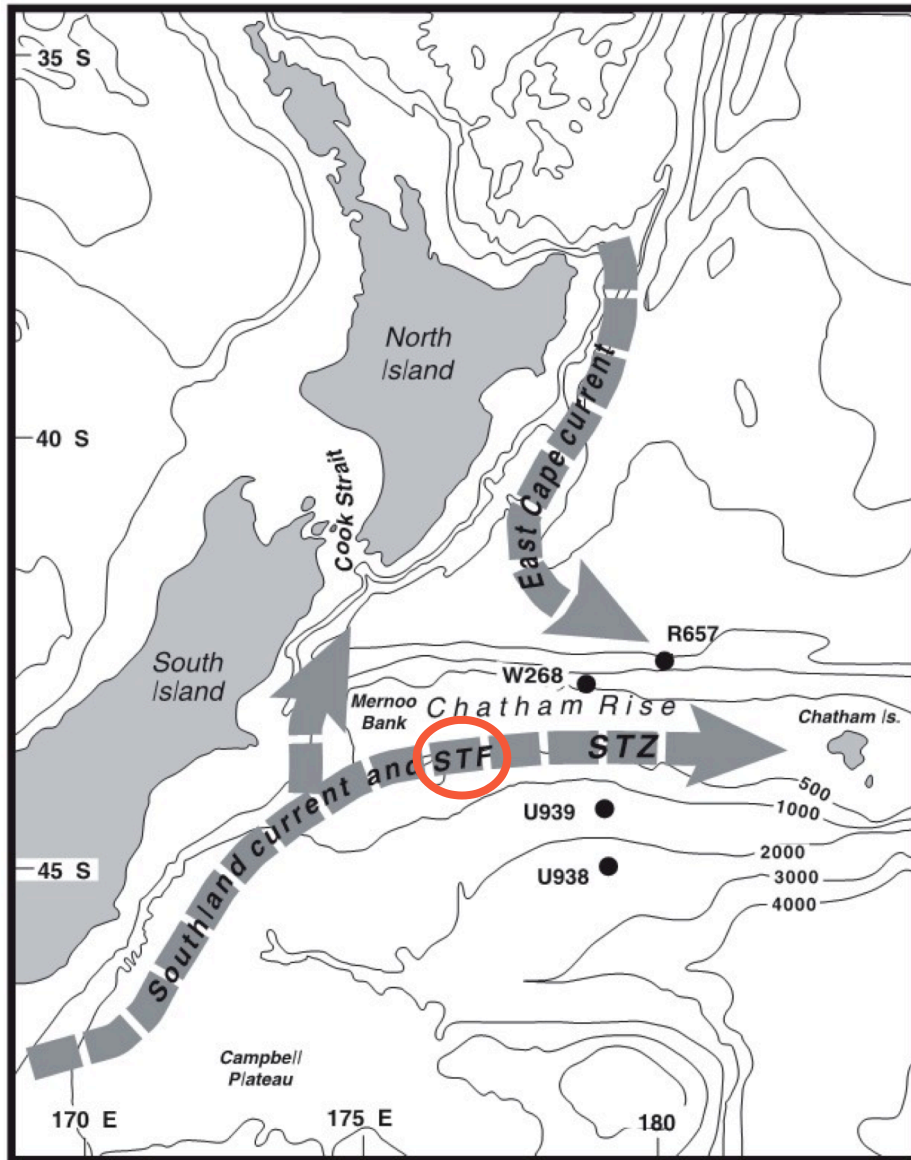 35 S
North
Island
East Cape current
40 S
Cook Strait
R657
South
Island
W268
Mernoo
Bank
Chatham Rise
Chatham Is.
Southland current and STF
STZ
500
U939
1000
45 S
2000
U938
3000
4000
Campbell
Plateau
170 E
175 E
180